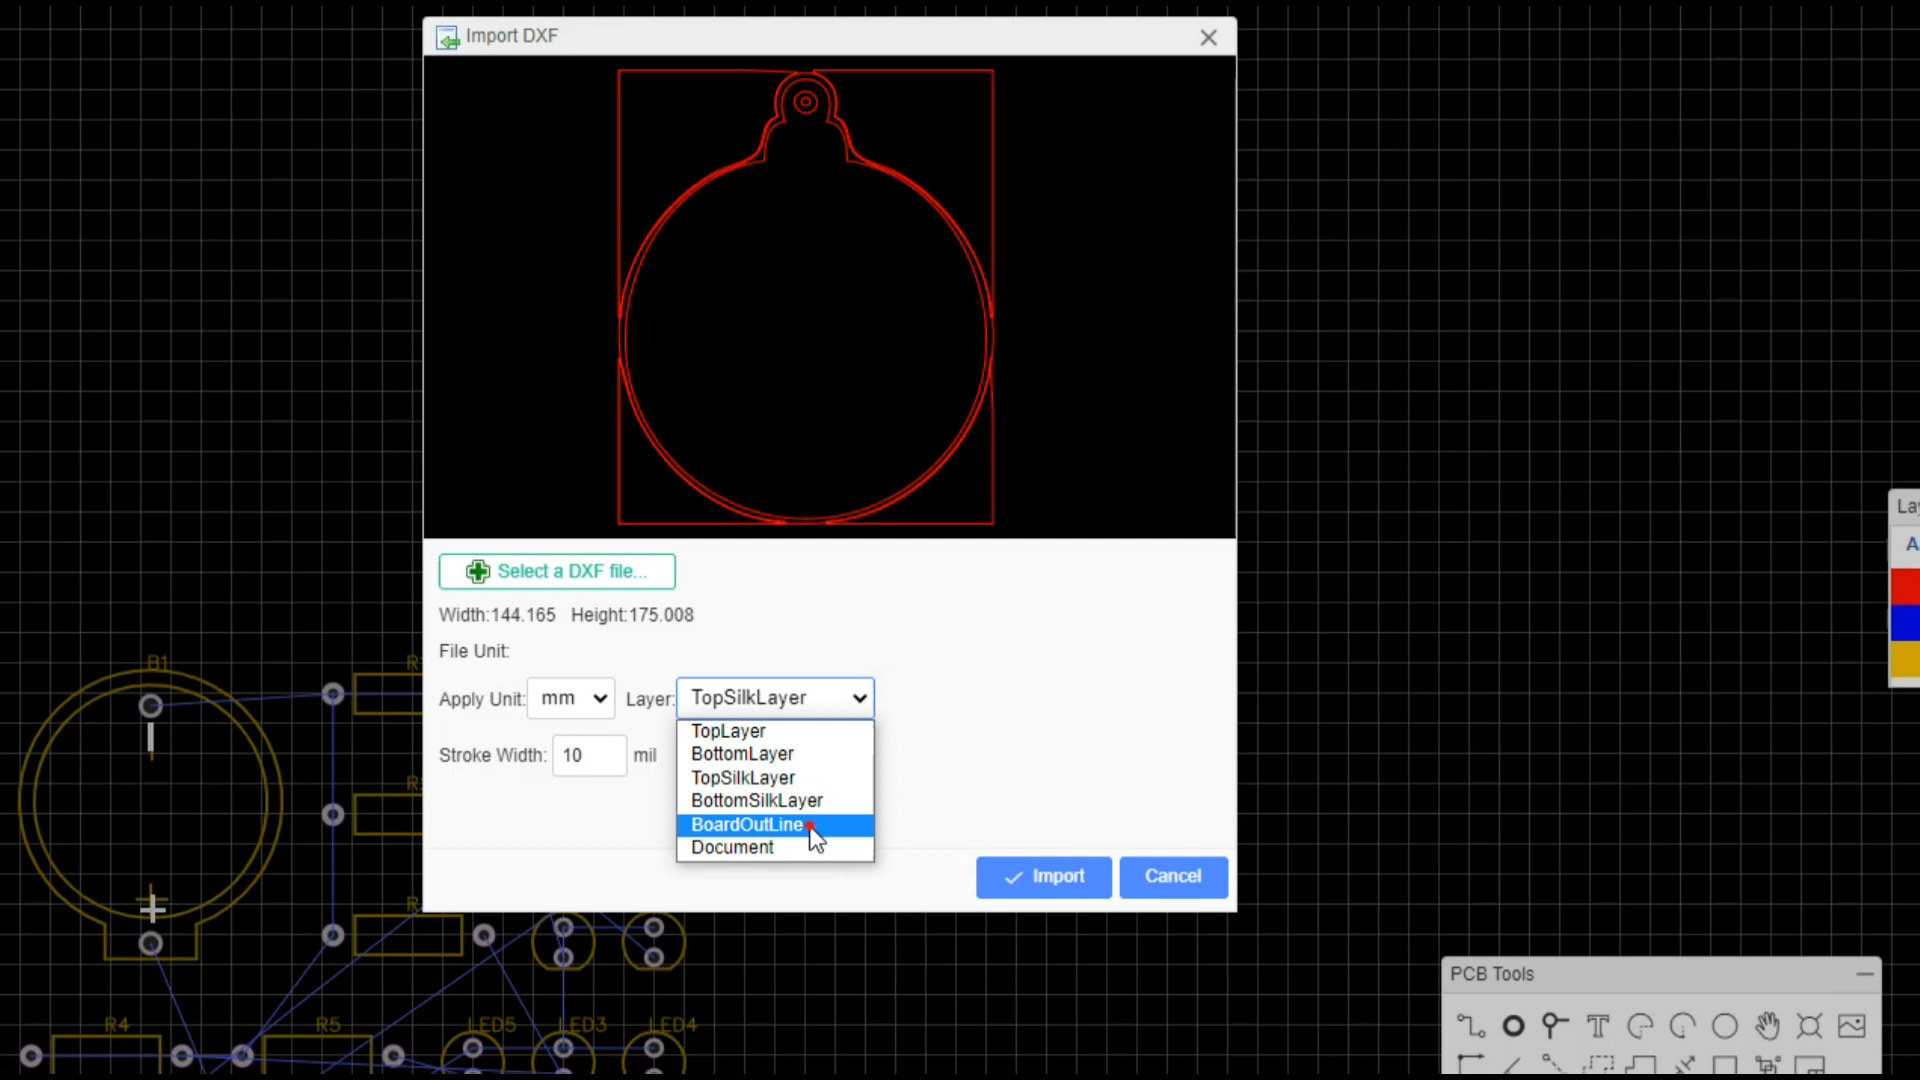 Import DXF
Select a DXF file...
Width:144.165 Height:175.008
File Unit:
Apply Unit: mm Layer: TopSilkLayer
Stroke Width: 10 mil
TopLayer
BottomLayer
TopSilkLayer
BottomSilkLayer
BoardOutLine
Document
Import Cancel
B1
R
R
R
R4 R5 LED5 LED3 LED4
PCB Tools
T